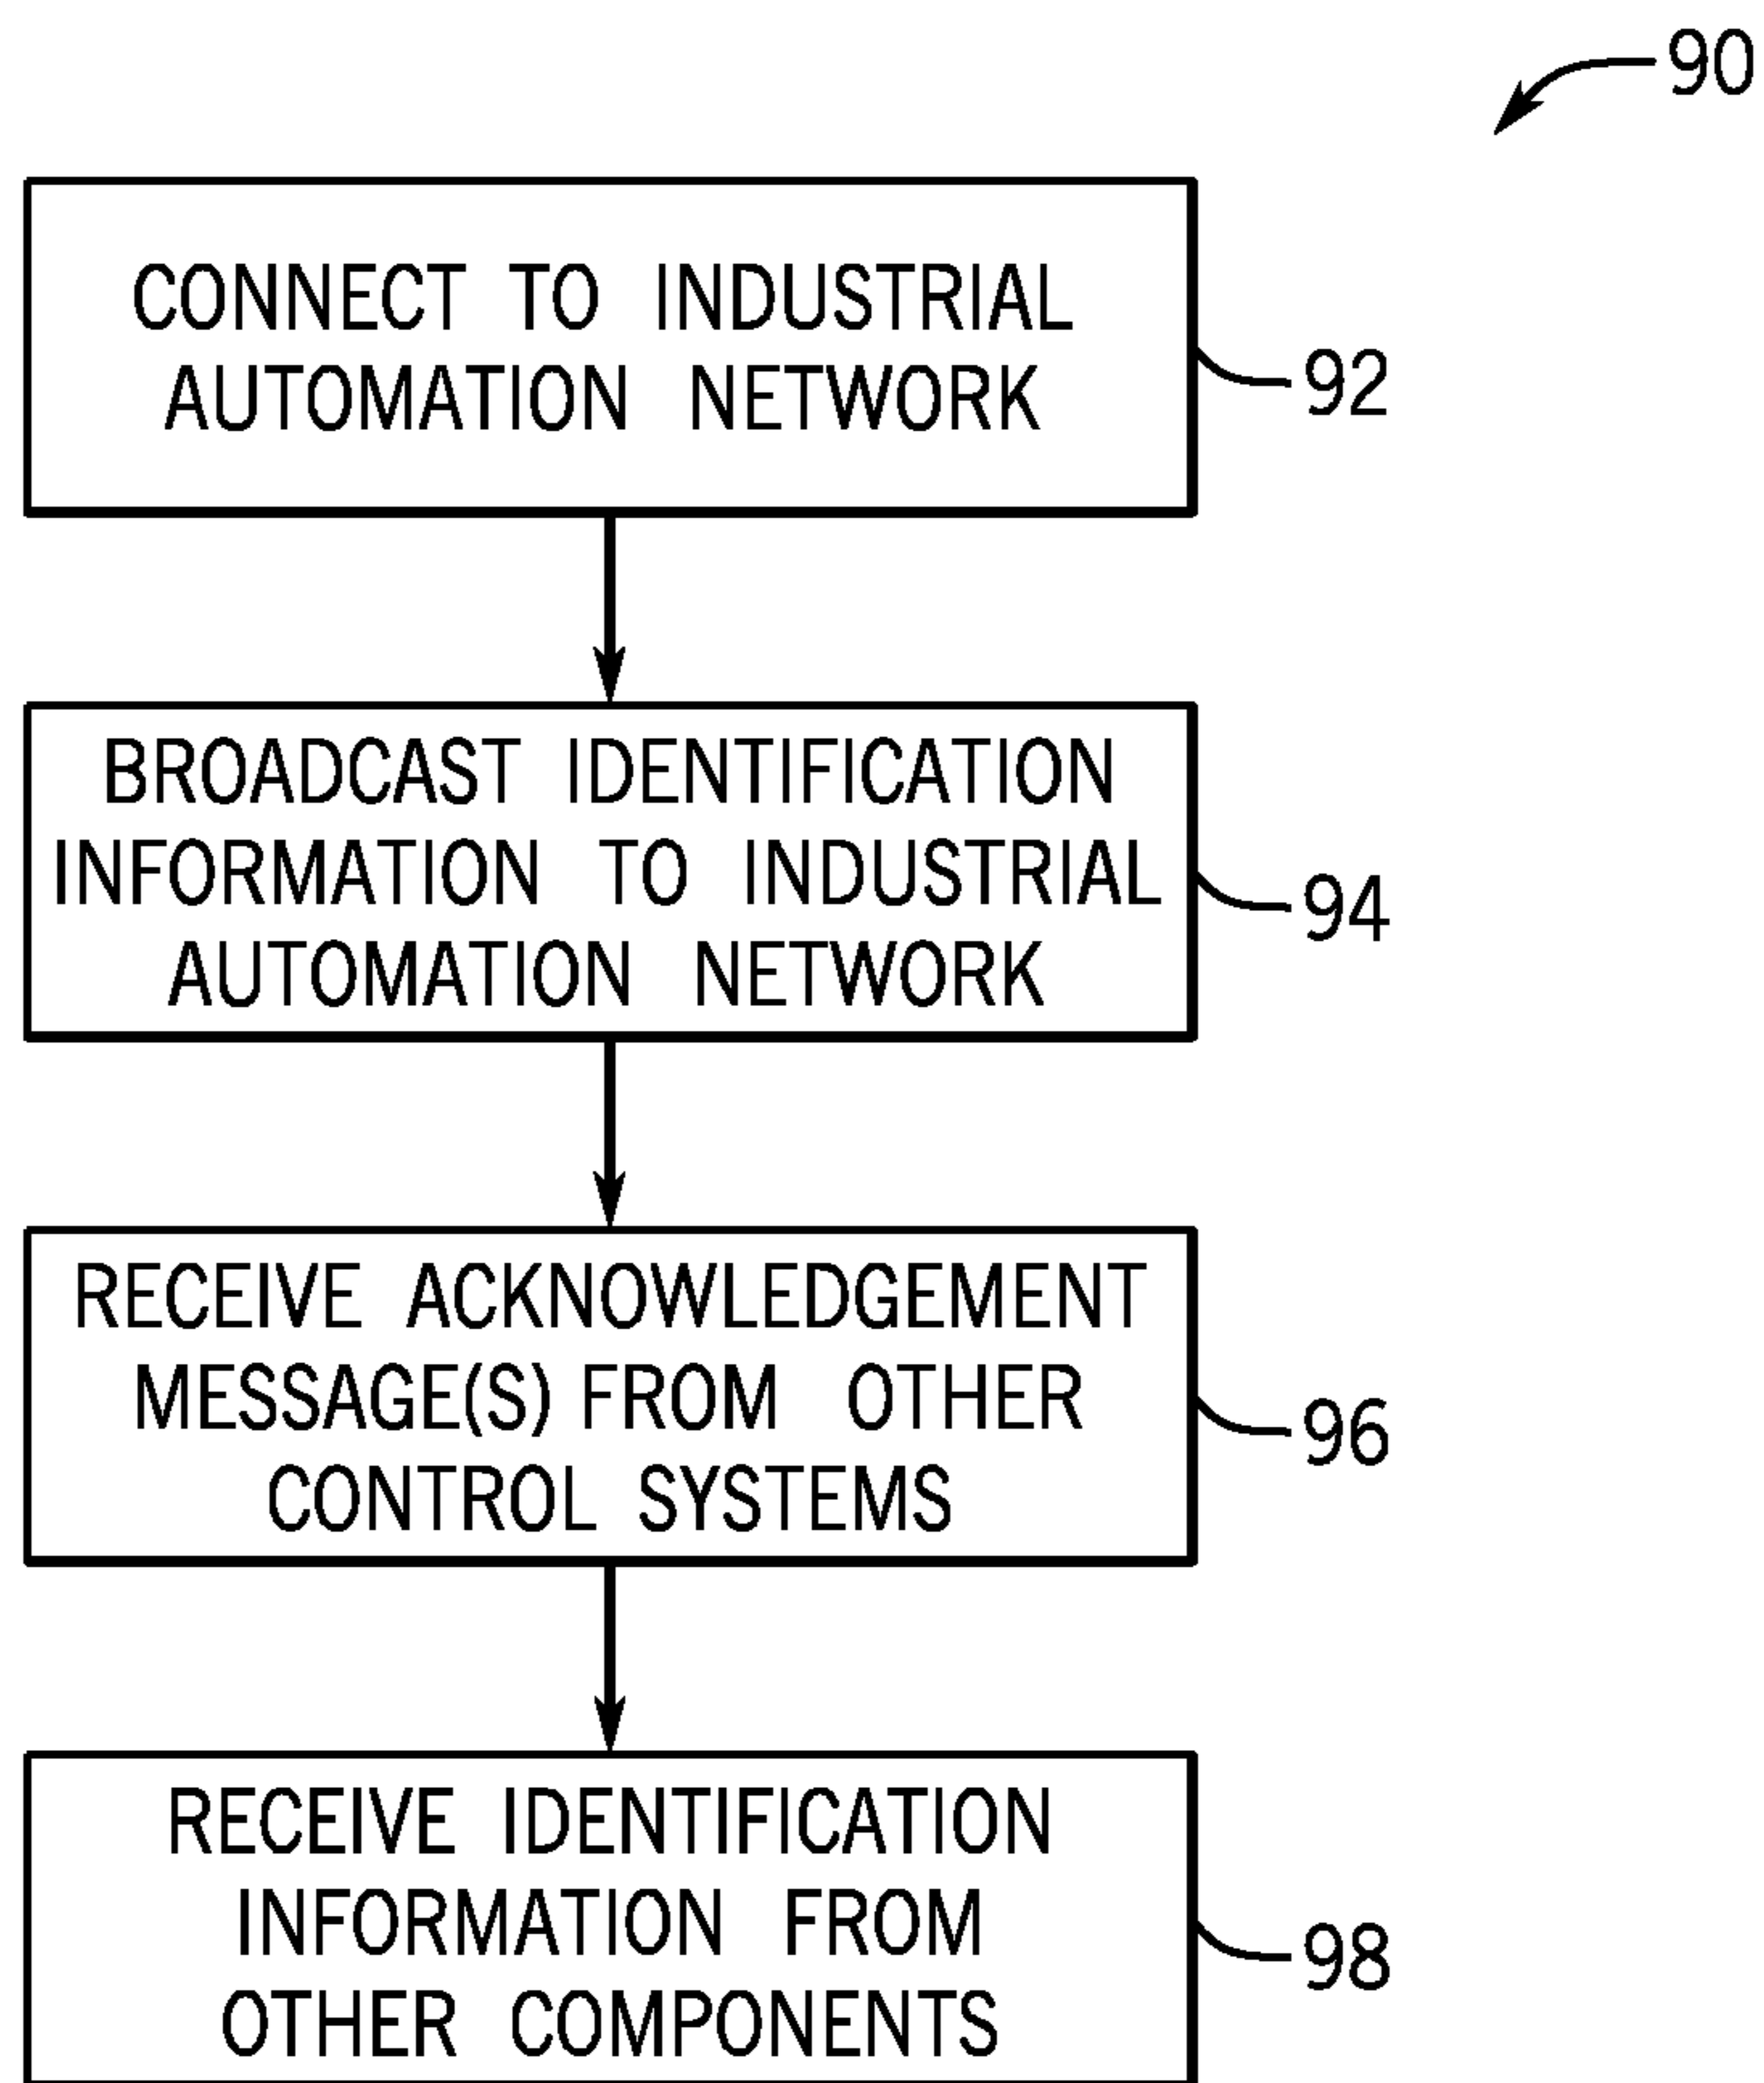 90
CONNECT TO INDUSTRIAL
AUTOMATION NETWORK
92
BROADCAST IDENTIFICATION
INFORMATION TO INDUSTRIAL
AUTOMATION NETWORK
94
RECEIVE ACKNOWLEDGEMENT
MESSAGE(S) FROM OTHER
CONTROL SYSTEMS
96
RECEIVE IDENTIFICATION
INFORMATION FROM
OTHER COMPONENTS
98